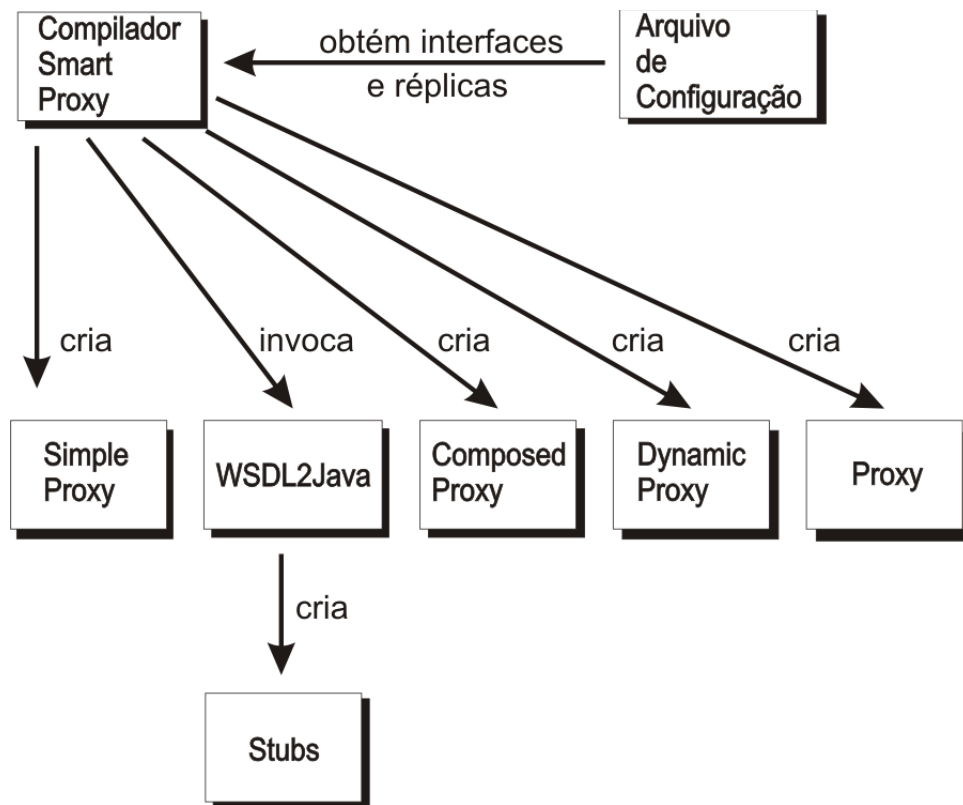 Compilador
Smart
Proxy
obtém interfaces
e réplicas
Arquivo
de
Configuração
cria
invoca
cria
cria
cria
Simple
Proxy
WSDL2Java
Composed
Proxy
Dynamic
Proxy
Proxy
cria
Stubs